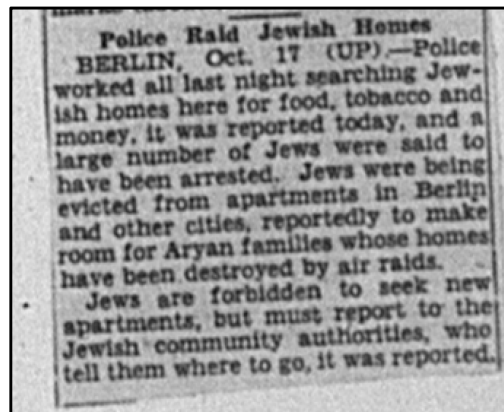 Police Raid Jewish Homes
BERLIN, Oct. 17 (UP).—Police
worked all last night searching Jew-
ish homes here for food, tobacco and
money, it was reported today, and a
large number of Jews were said to
have been arrested. Jews were being
evicted from apartments in Berlin
and other cities, reportedly to make
room for Aryan families whose homes
have been destroyed by air raids.
Jews are forbidden to seek new
apartments, but must report to the
Jewish community authorities, who
tell them where to go, it was reported.